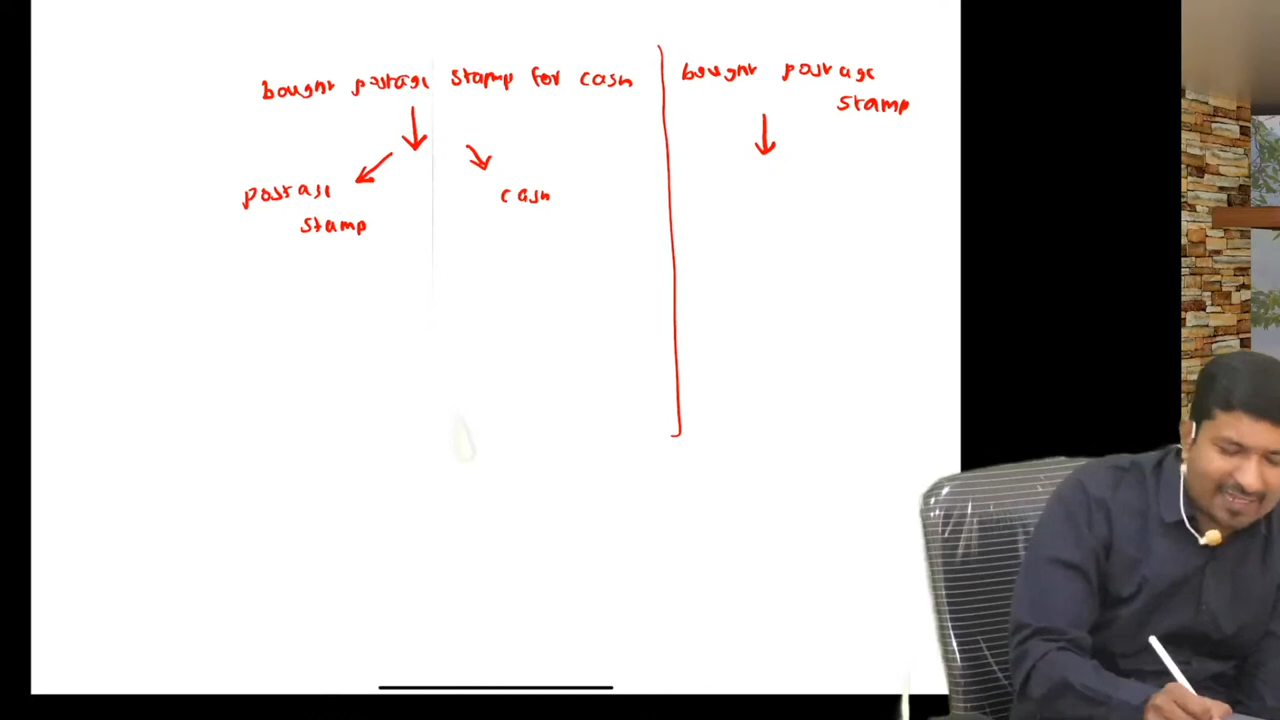 bought postage stamp for cash
postage
stamp
cash
bought postage
stamp